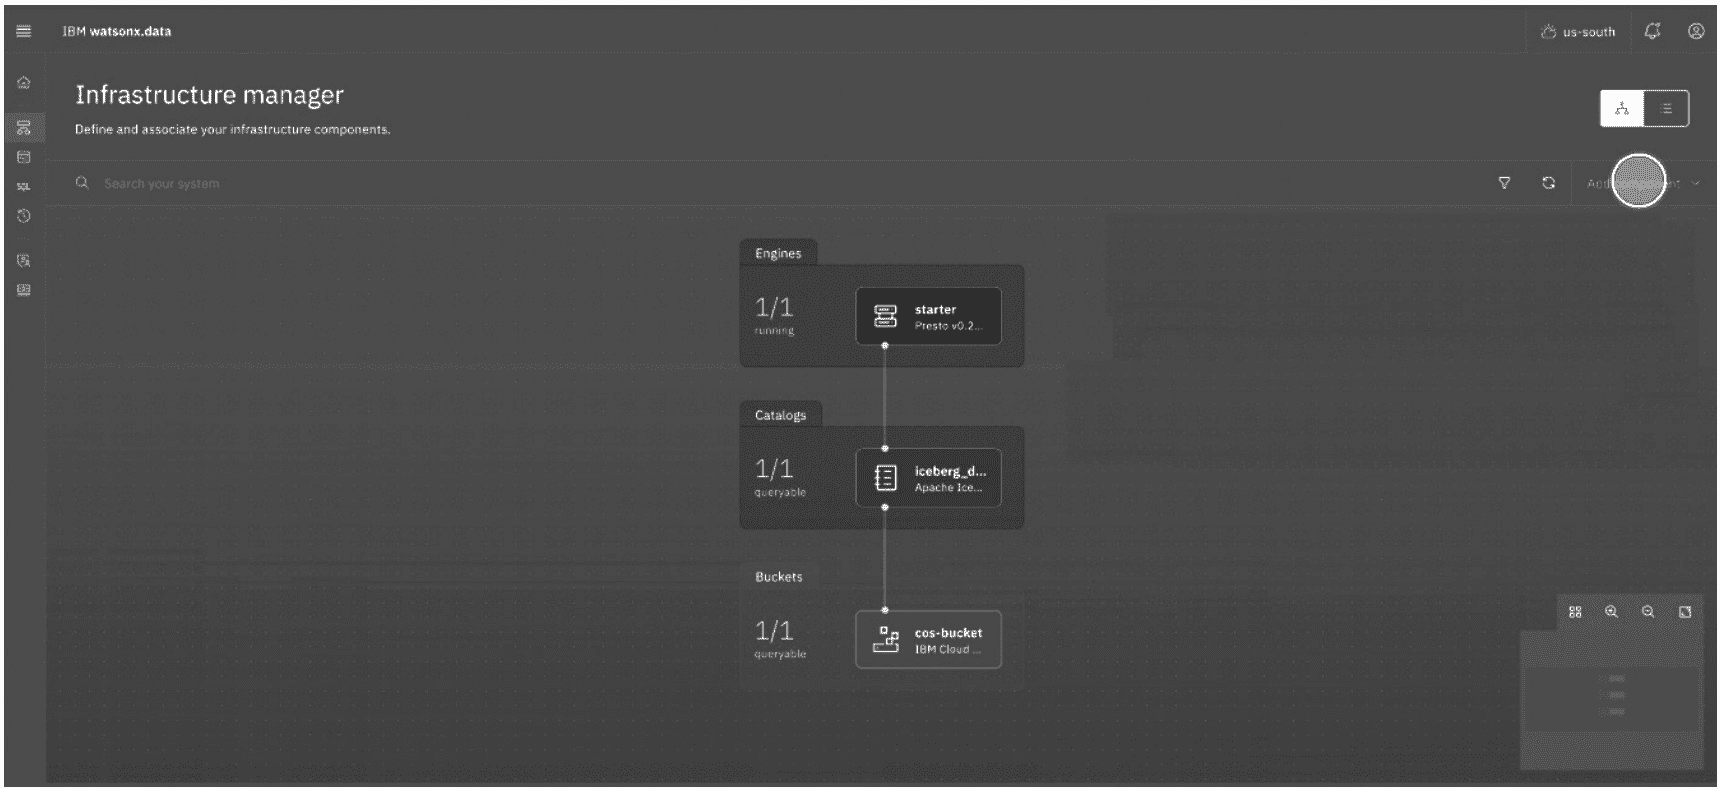 IBM watsonx.data
us-south
Infrastructure manager
Define and associate your infrastructure components.
Search your system
SQL
Engines
1/1
running
starter
Presto v0.2...
Catalogs
1/1
queryable
iceberg_d...
Apache Ice...
Buckets
1/1
queryable
cos-bucket
IBM Cloud ...